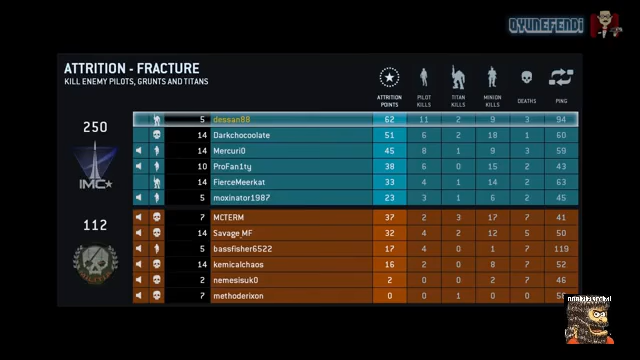 OYUNEFENDİ
ATTRITION - FRACTURE
KILL ENEMY PILOTS, GRUNTS AND TITANS
ATTRITION POINTS PILOT KILLS TITAN KILLS MINION KILLS DEATHS PING
250
IMC
5 dessan88 62 11 2 9 3 94
14 Darkchocoolate 51 6 2 18 1 60
14 Mercuri0 45 8 1 9 3 59
10 ProFan1ty 38 6 0 15 2 43
14 FierceMeerkat 33 4 1 14 2 63
5 moxinator1987 23 3 1 6 2 45
112
7 MCTERM 37 2 3 17 7 41
14 Savage_MF 32 4 2 12 5 50
5 bassfisher6522 17 4 0 1 7 119
14 kemicalchaos 16 2 0 8 7 52
2 nemesisuk0 2 0 0 2 7 46
7 methoderixon 0 0 1 0 0